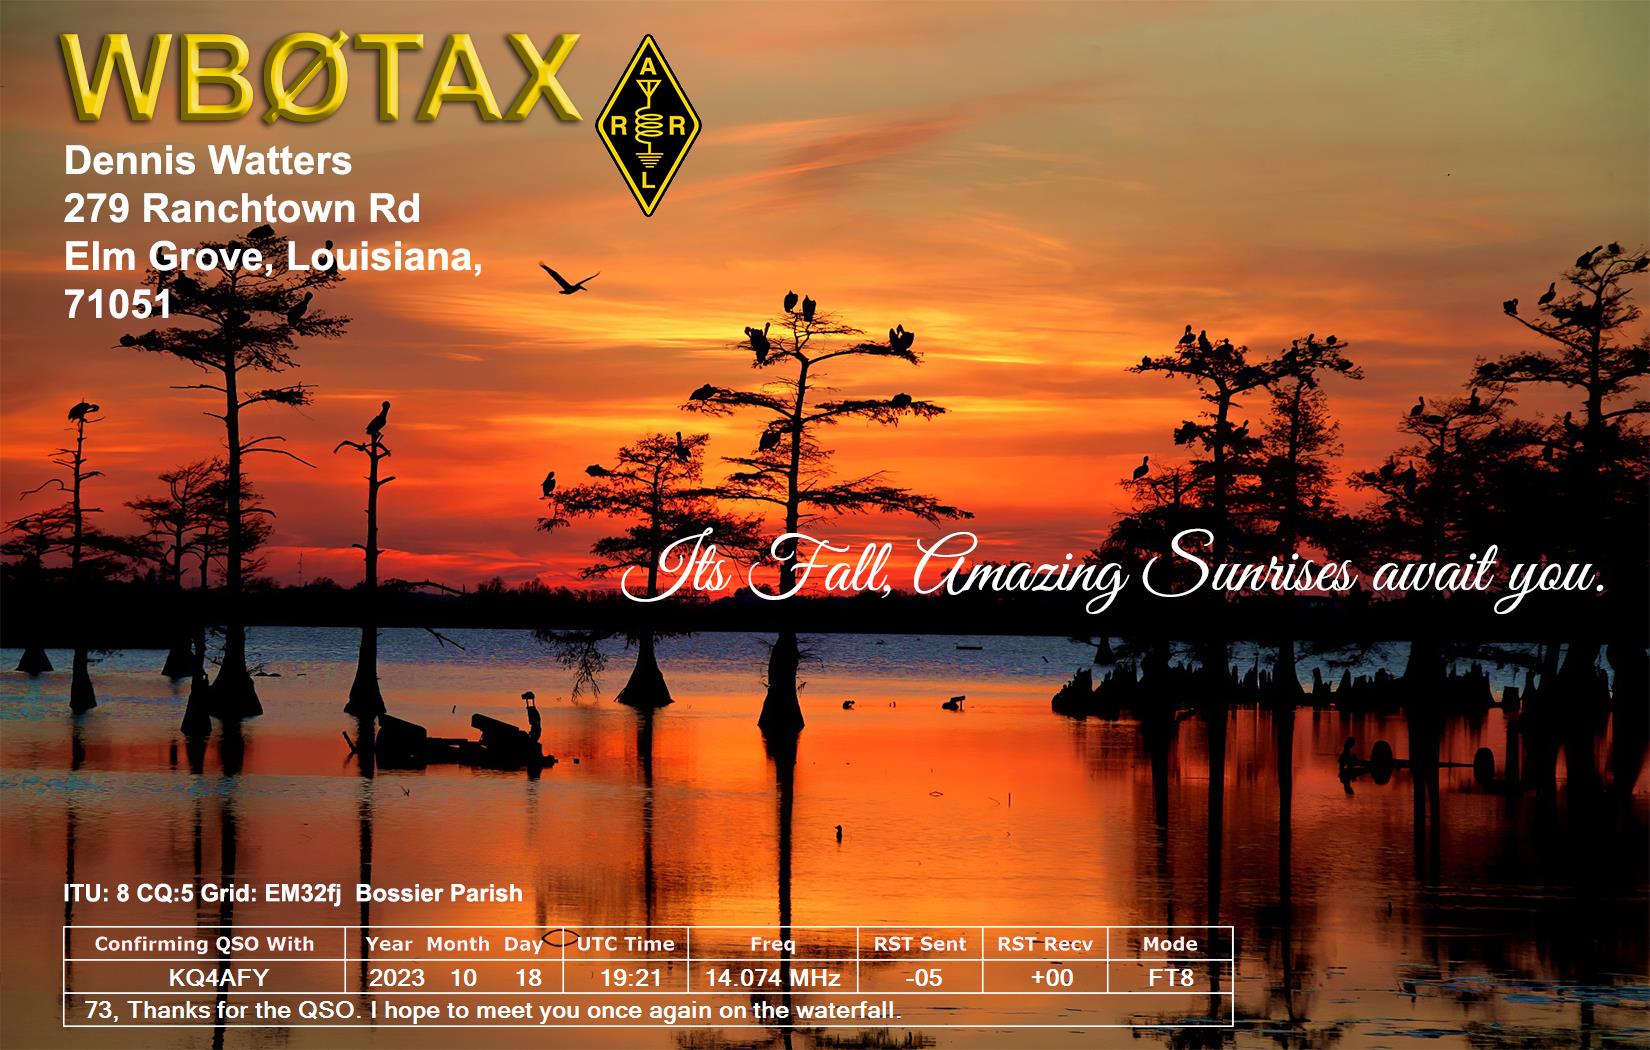 WBØTAX
A
R R
L
Dennis Watters
279 Ranchtown Rd
Elm Grove, Louisiana,
71051
Its Fall, Amazing Sunrises await you.
ITU: 8 CQ:5 Grid: EM32fj Bossier Parish
Confirming QSO With Year Month Day UTC Time Freq RST Sent RST Recv Mode
KQ4AFY 2023 10 18 19:21 14.074 MHz -05 +00 FT8
73, Thanks for the QSO. I hope to meet you once again on the waterfall.